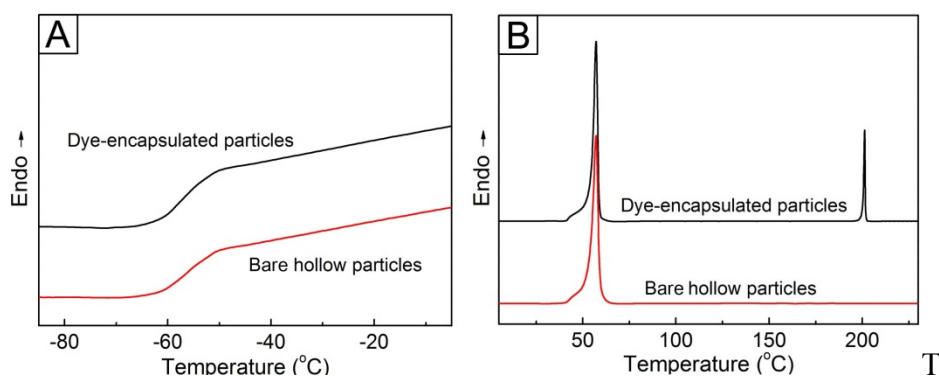 A
Endo →
Dye-encapsulated particles
Bare hollow particles
-80 -60 -40 -20
Temperature (°C)
B
Endo →
Dye-encapsulated particles
Bare hollow particles
50 100 150 200
Temperature (°C)
T